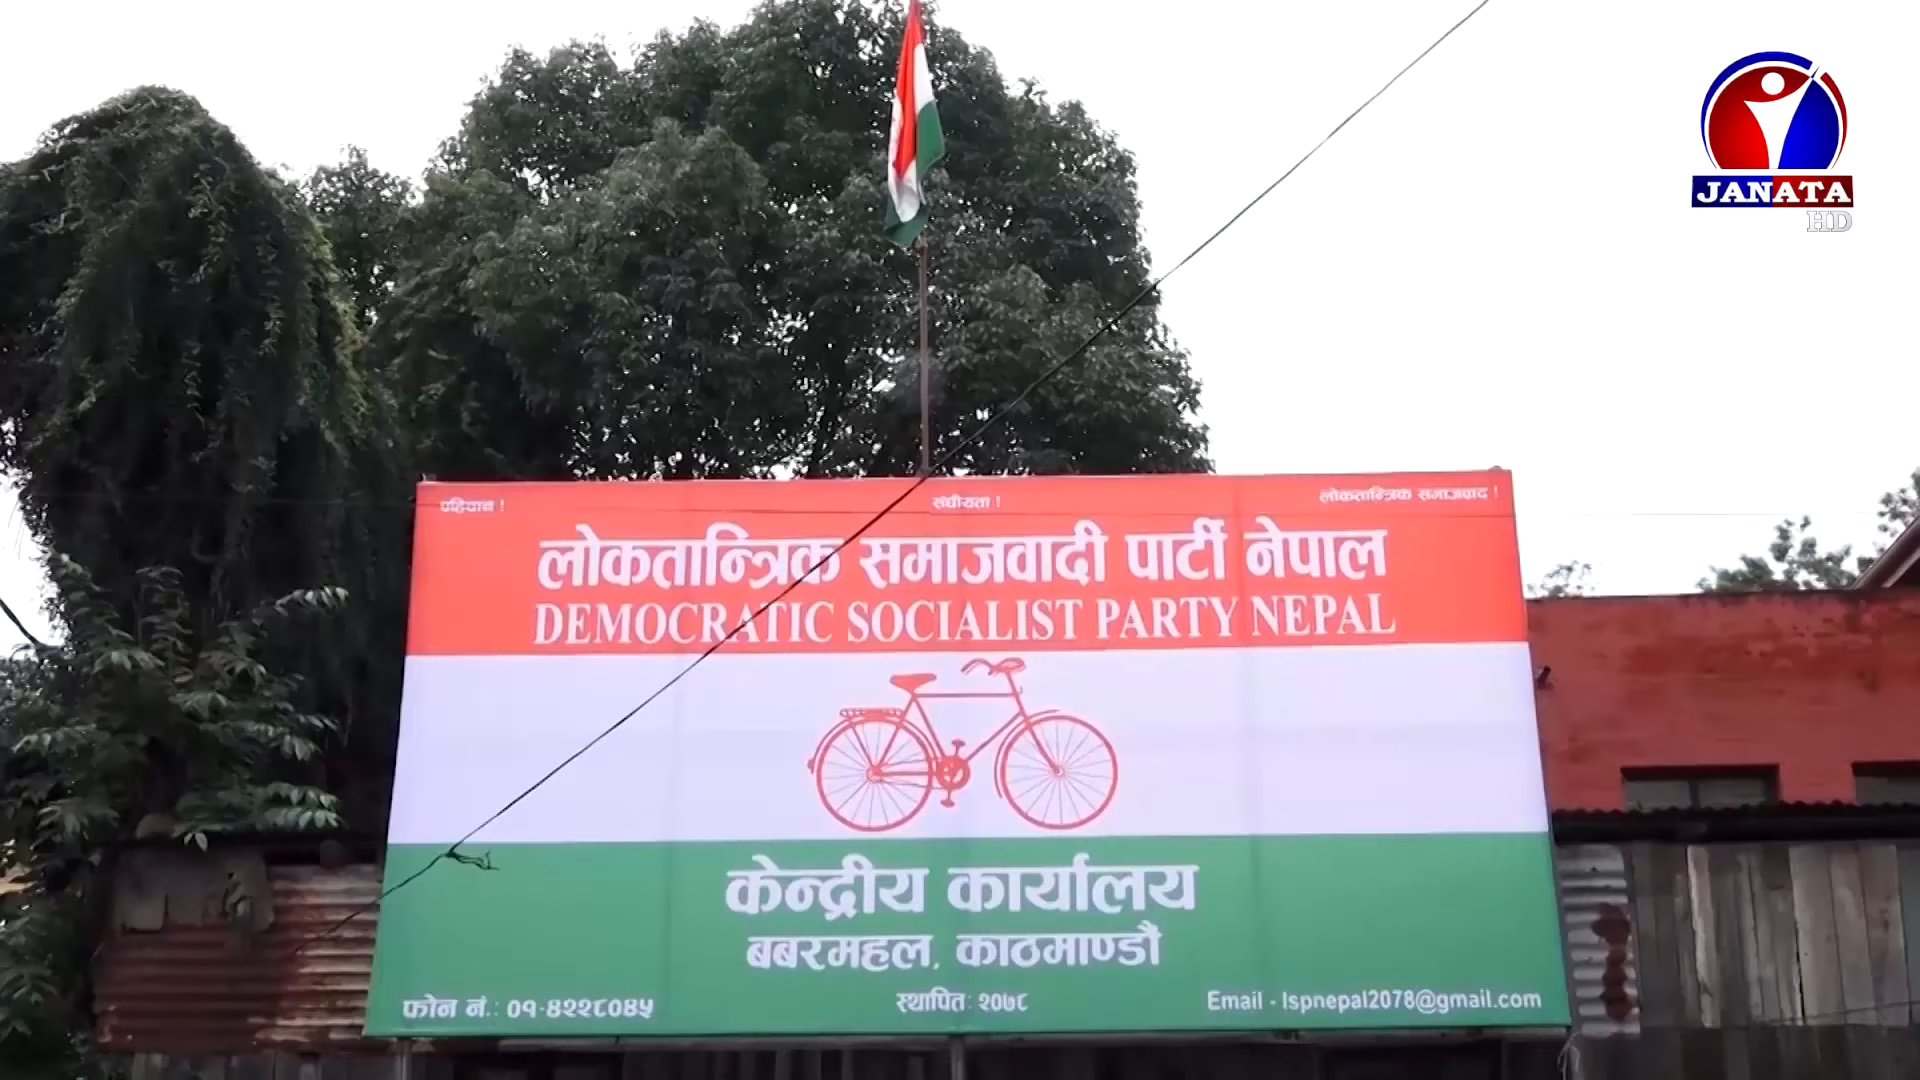 JANATA
HD
पहिचान ! संघीयता ! लोकतान्त्रिक समाजवाद !
लोकतान्त्रिक समाजवादी पार्टी नेपाल
DEMOCRATIC SOCIALIST PARTY NEPAL
केन्द्रीय कार्यालय
बबरमहल, काठमाण्डौ
फोन नं.: ०१-४२२८०४५ स्थापित: २०७८ Email - lspnepal2078@gmail.com